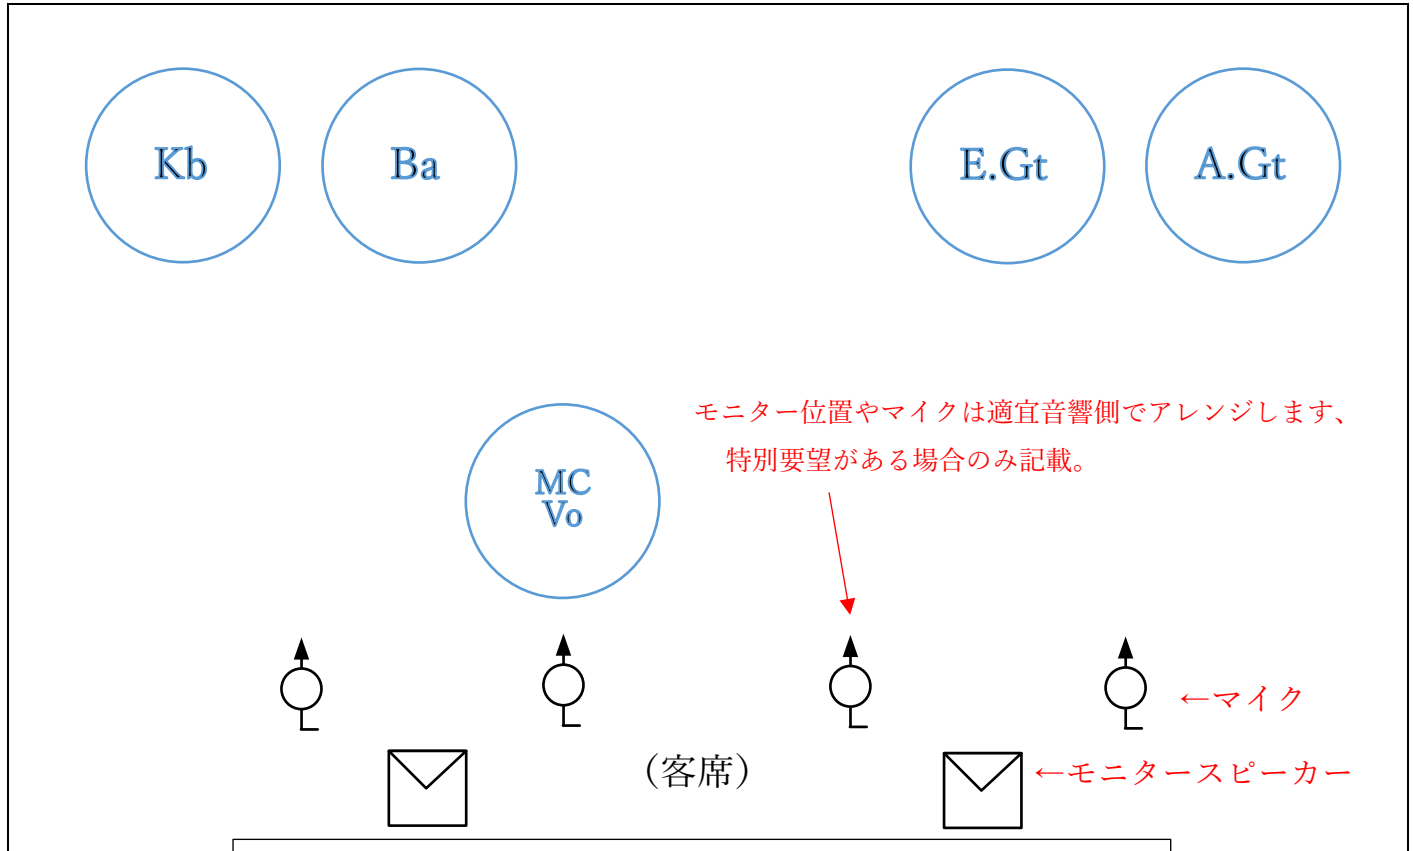 Kb
Ba
E.Gt
A.Gt
モニター位置やマイクは適宜音響側でアレンジします、
特別要望がある場合のみ記載。
MC
Vo
←マイク
(客席)
←モニタースピーカー